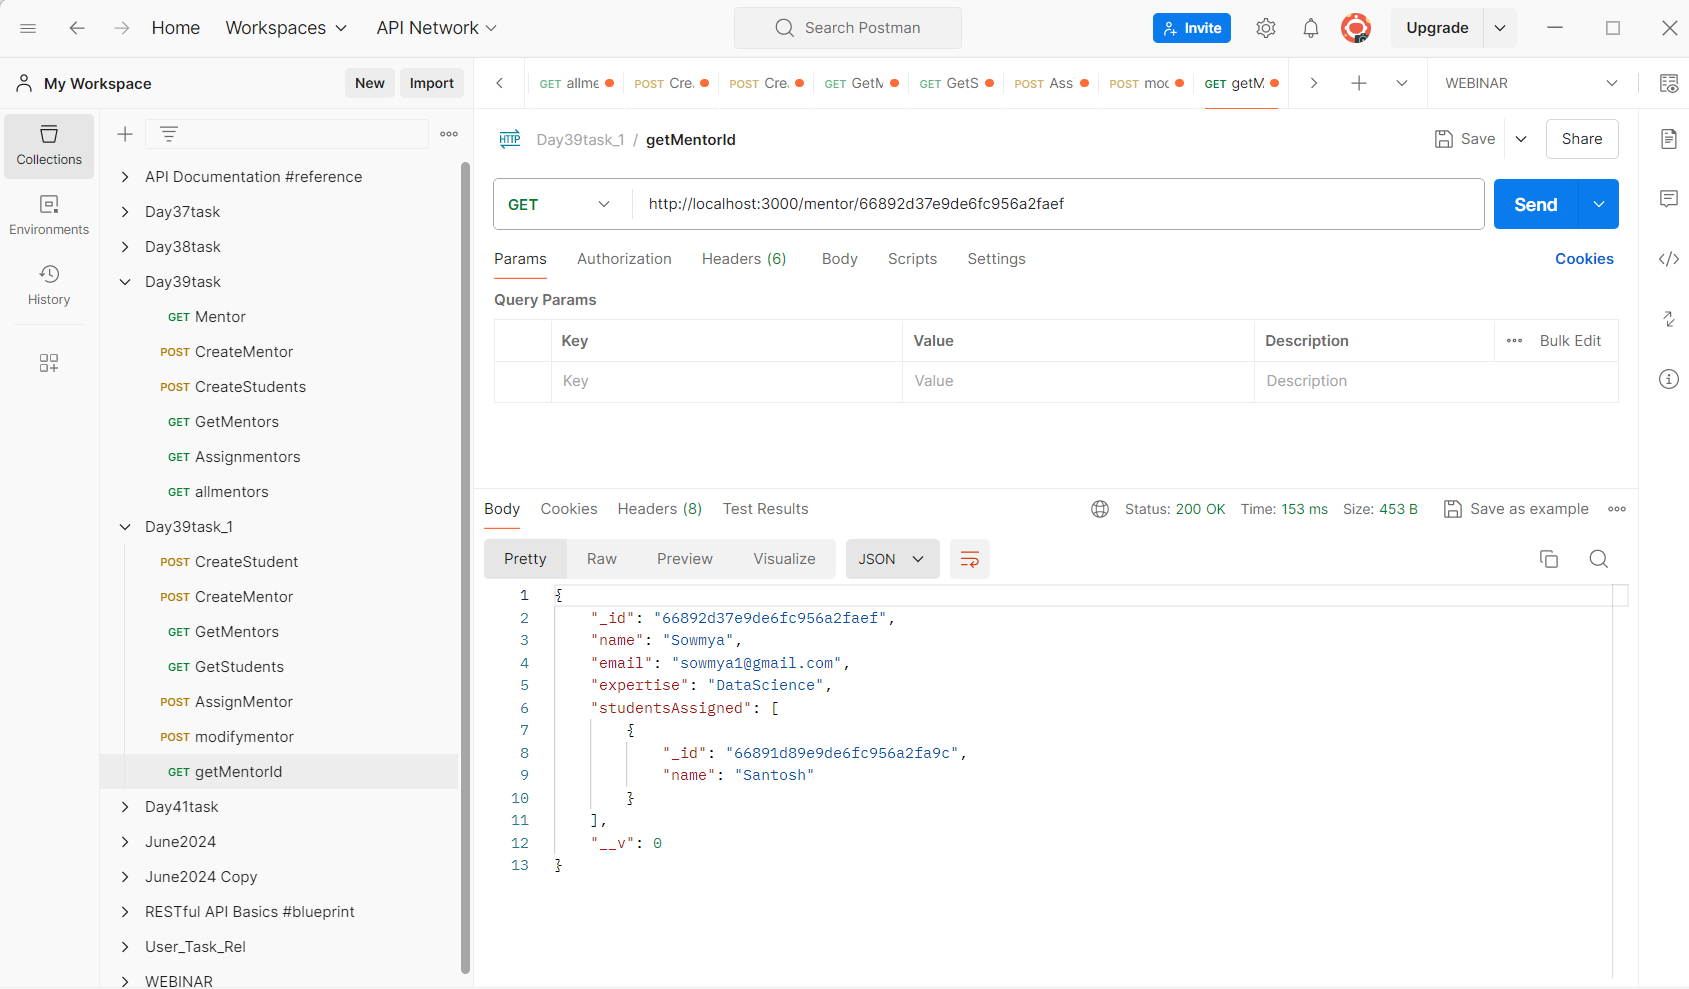 Home Workspaces API Network Search Postman Invite Upgrade
My Workspace New Import
GET allme POST Cre. POST Cre. GET GetM GET GetS POST Ass POST mod GET getM WEBINAR
Collections
Environments
History
API Documentation #reference
Day37task
Day38task
Day39task
GET Mentor
POST CreateMentor
POST CreateStudents
GET GetMentors
GET Assignmentors
GET allmentors
Day39task_1
POST CreateStudent
POST CreateMentor
GET GetMentors
GET GetStudents
POST AssignMentor
POST modifymentor
GET getMentorId
Day41task
June2024
June2024 Copy
RESTful API Basics #blueprint
User_Task_Rel
WEBINAR
HTTP Day39task_1 / getMentorId Save Share
GET http://localhost:3000/mentor/66892d37e9de6fc956a2faef Send
Params Authorization Headers (6) Body Scripts Settings Cookies
Query Params
Key Value Description Bulk Edit
Key Value Description
Body Cookies Headers (8) Test Results Status: 200 OK Time: 153 ms Size: 453 B Save as example
Pretty Raw Preview Visualize JSON
1 {
2 "_id": "66892d37e9de6fc956a2faef",
3 "name": "Sowmya",
4 "email": "sowmya1@gmail.com",
5 "expertise": "DataScience",
6 "studentsAssigned": [
7 {
8 "_id": "66891d89e9de6fc956a2fa9c",
9 "name": "Santosh"
10 }
11 ],
12 "__v": 0
13 }